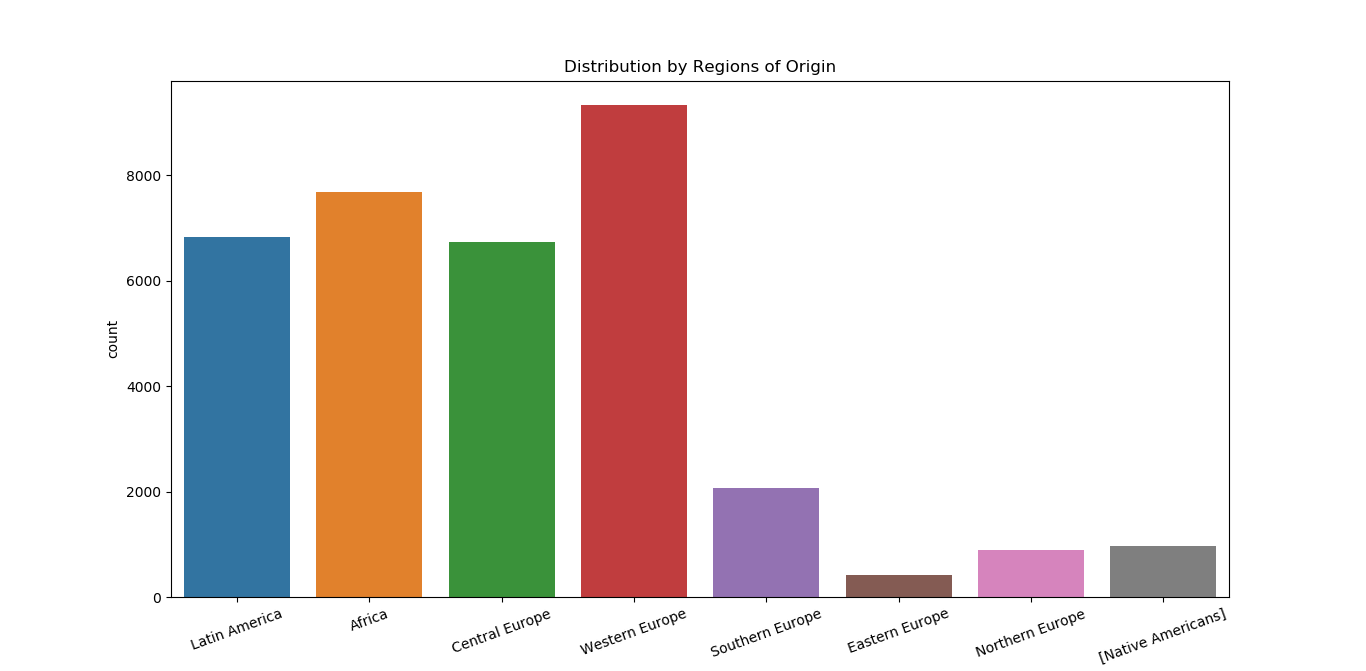 Distribution by Regions of Origin
count
8000
6000
4000
2000
0
Latin America
Africa
Central Europe
Western Europe
Southern Europe
Eastern Europe
Northern Europe
[Native Americans]